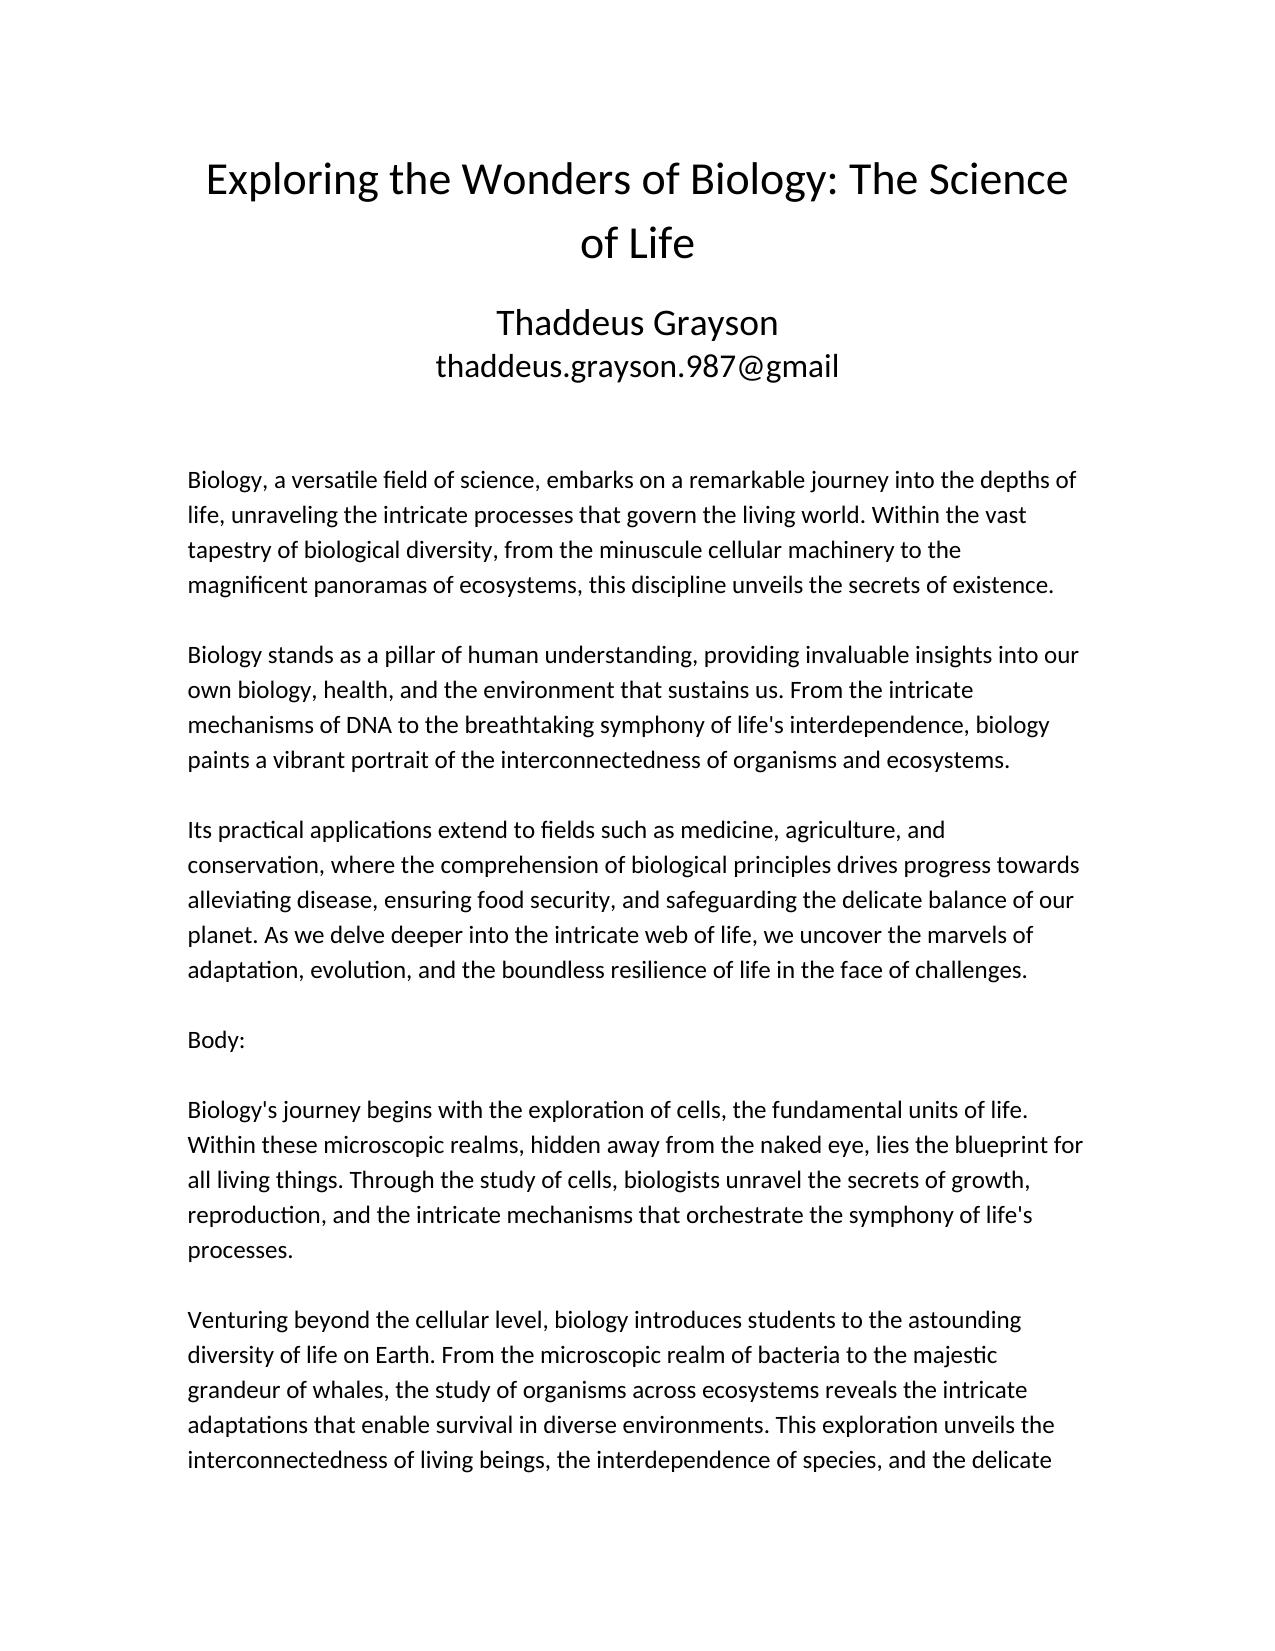 Exploring the Wonders of Biology: The Science
of Life
Thaddeus Grayson
thaddeus.grayson.987@gmail
Biology, a versatile field of science, embarks on a remarkable journey into the depths of
life, unraveling the intricate processes that govern the living world. Within the vast
tapestry of biological diversity, from the minuscule cellular machinery to the
magnificent panoramas of ecosystems, this discipline unveils the secrets of existence.
Biology stands as a pillar of human understanding, providing invaluable insights into our
own biology, health, and the environment that sustains us. From the intricate
mechanisms of DNA to the breathtaking symphony of life's interdependence, biology
paints a vibrant portrait of the interconnectedness of organisms and ecosystems.
Its practical applications extend to fields such as medicine, agriculture, and
conservation, where the comprehension of biological principles drives progress towards
alleviating disease, ensuring food security, and safeguarding the delicate balance of our
planet. As we delve deeper into the intricate web of life, we uncover the marvels of
adaptation, evolution, and the boundless resilience of life in the face of challenges.
Body:
Biology's journey begins with the exploration of cells, the fundamental units of life.
Within these microscopic realms, hidden away from the naked eye, lies the blueprint for
all living things. Through the study of cells, biologists unravel the secrets of growth,
reproduction, and the intricate mechanisms that orchestrate the symphony of life's
processes.
Venturing beyond the cellular level, biology introduces students to the astounding
diversity of life on Earth. From the microscopic realm of bacteria to the majestic
grandeur of whales, the study of organisms across ecosystems reveals the intricate
adaptations that enable survival in diverse environments. This exploration unveils the
interconnectedness of living beings, the interdependence of species, and the delicate